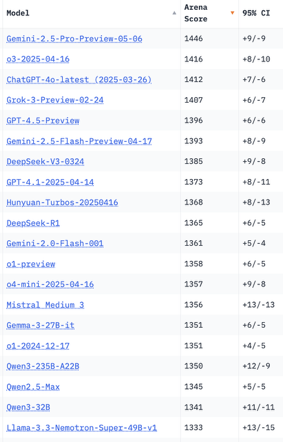 Model ▲ Arena Score ▼ 95% CI
Gemini-2.5-Pro-Preview-05-06 1446 +9/-9
o3-2025-04-16 1416 +8/-10
ChatGPT-4o-latest (2025-03-26) 1412 +7/-6
Grok-3-Preview-02-24 1407 +6/-7
GPT-4.5-Preview 1396 +6/-6
Gemini-2.5-Flash-Preview-04-17 1393 +8/-9
DeepSeek-V3-0324 1385 +9/-8
GPT-4.1-2025-04-14 1373 +8/-11
Hunyuan-Turbos-20250416 1368 +8/-13
DeepSeek-R1 1365 +6/-5
Gemini-2.0-Flash-001 1361 +5/-4
o1-preview 1358 +6/-5
o4-mini-2025-04-16 1357 +9/-8
Mistral Medium 3 1356 +13/-13
Gemma-3-27B-it 1351 +6/-5
o1-2024-12-17 1351 +4/-5
Qwen3-235B-A22B 1350 +12/-9
Qwen2.5-Max 1345 +5/-5
Qwen3-32B 1341 +11/-11
Llama-3.3-Nemotron-Super-49B-v1 1333 +13/-15